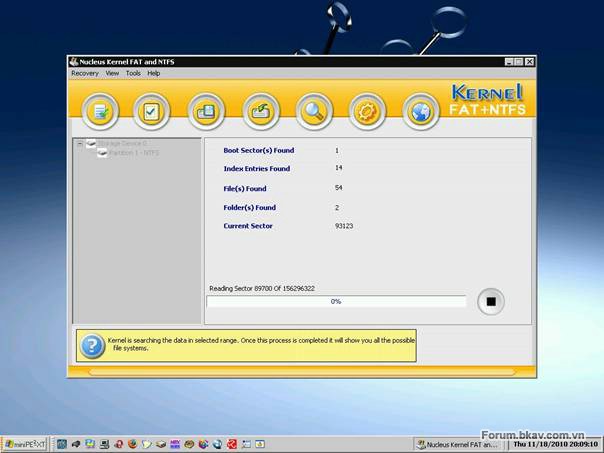 Nucleus Kernel FAT and NTFS
Recovery View Tools Help
KERNEL
FAT+NTFS
Storage Device 0
Partition 1 - NTFS
Boot Sector(s) Found 1
Index Entries Found 14
File(s) Found 54
Folder(s) Found 2
Current Sector 93123
Reading Sector 89700 Of 156296322
0%
Kernel is searching the data in selected range. Once this process is completed it will show you all the possible
file systems.
Forum.bkav.com.vn
miniPE2XT
Nucleus Kernel FAT an...
Thu 11/18/2010 20:09:10